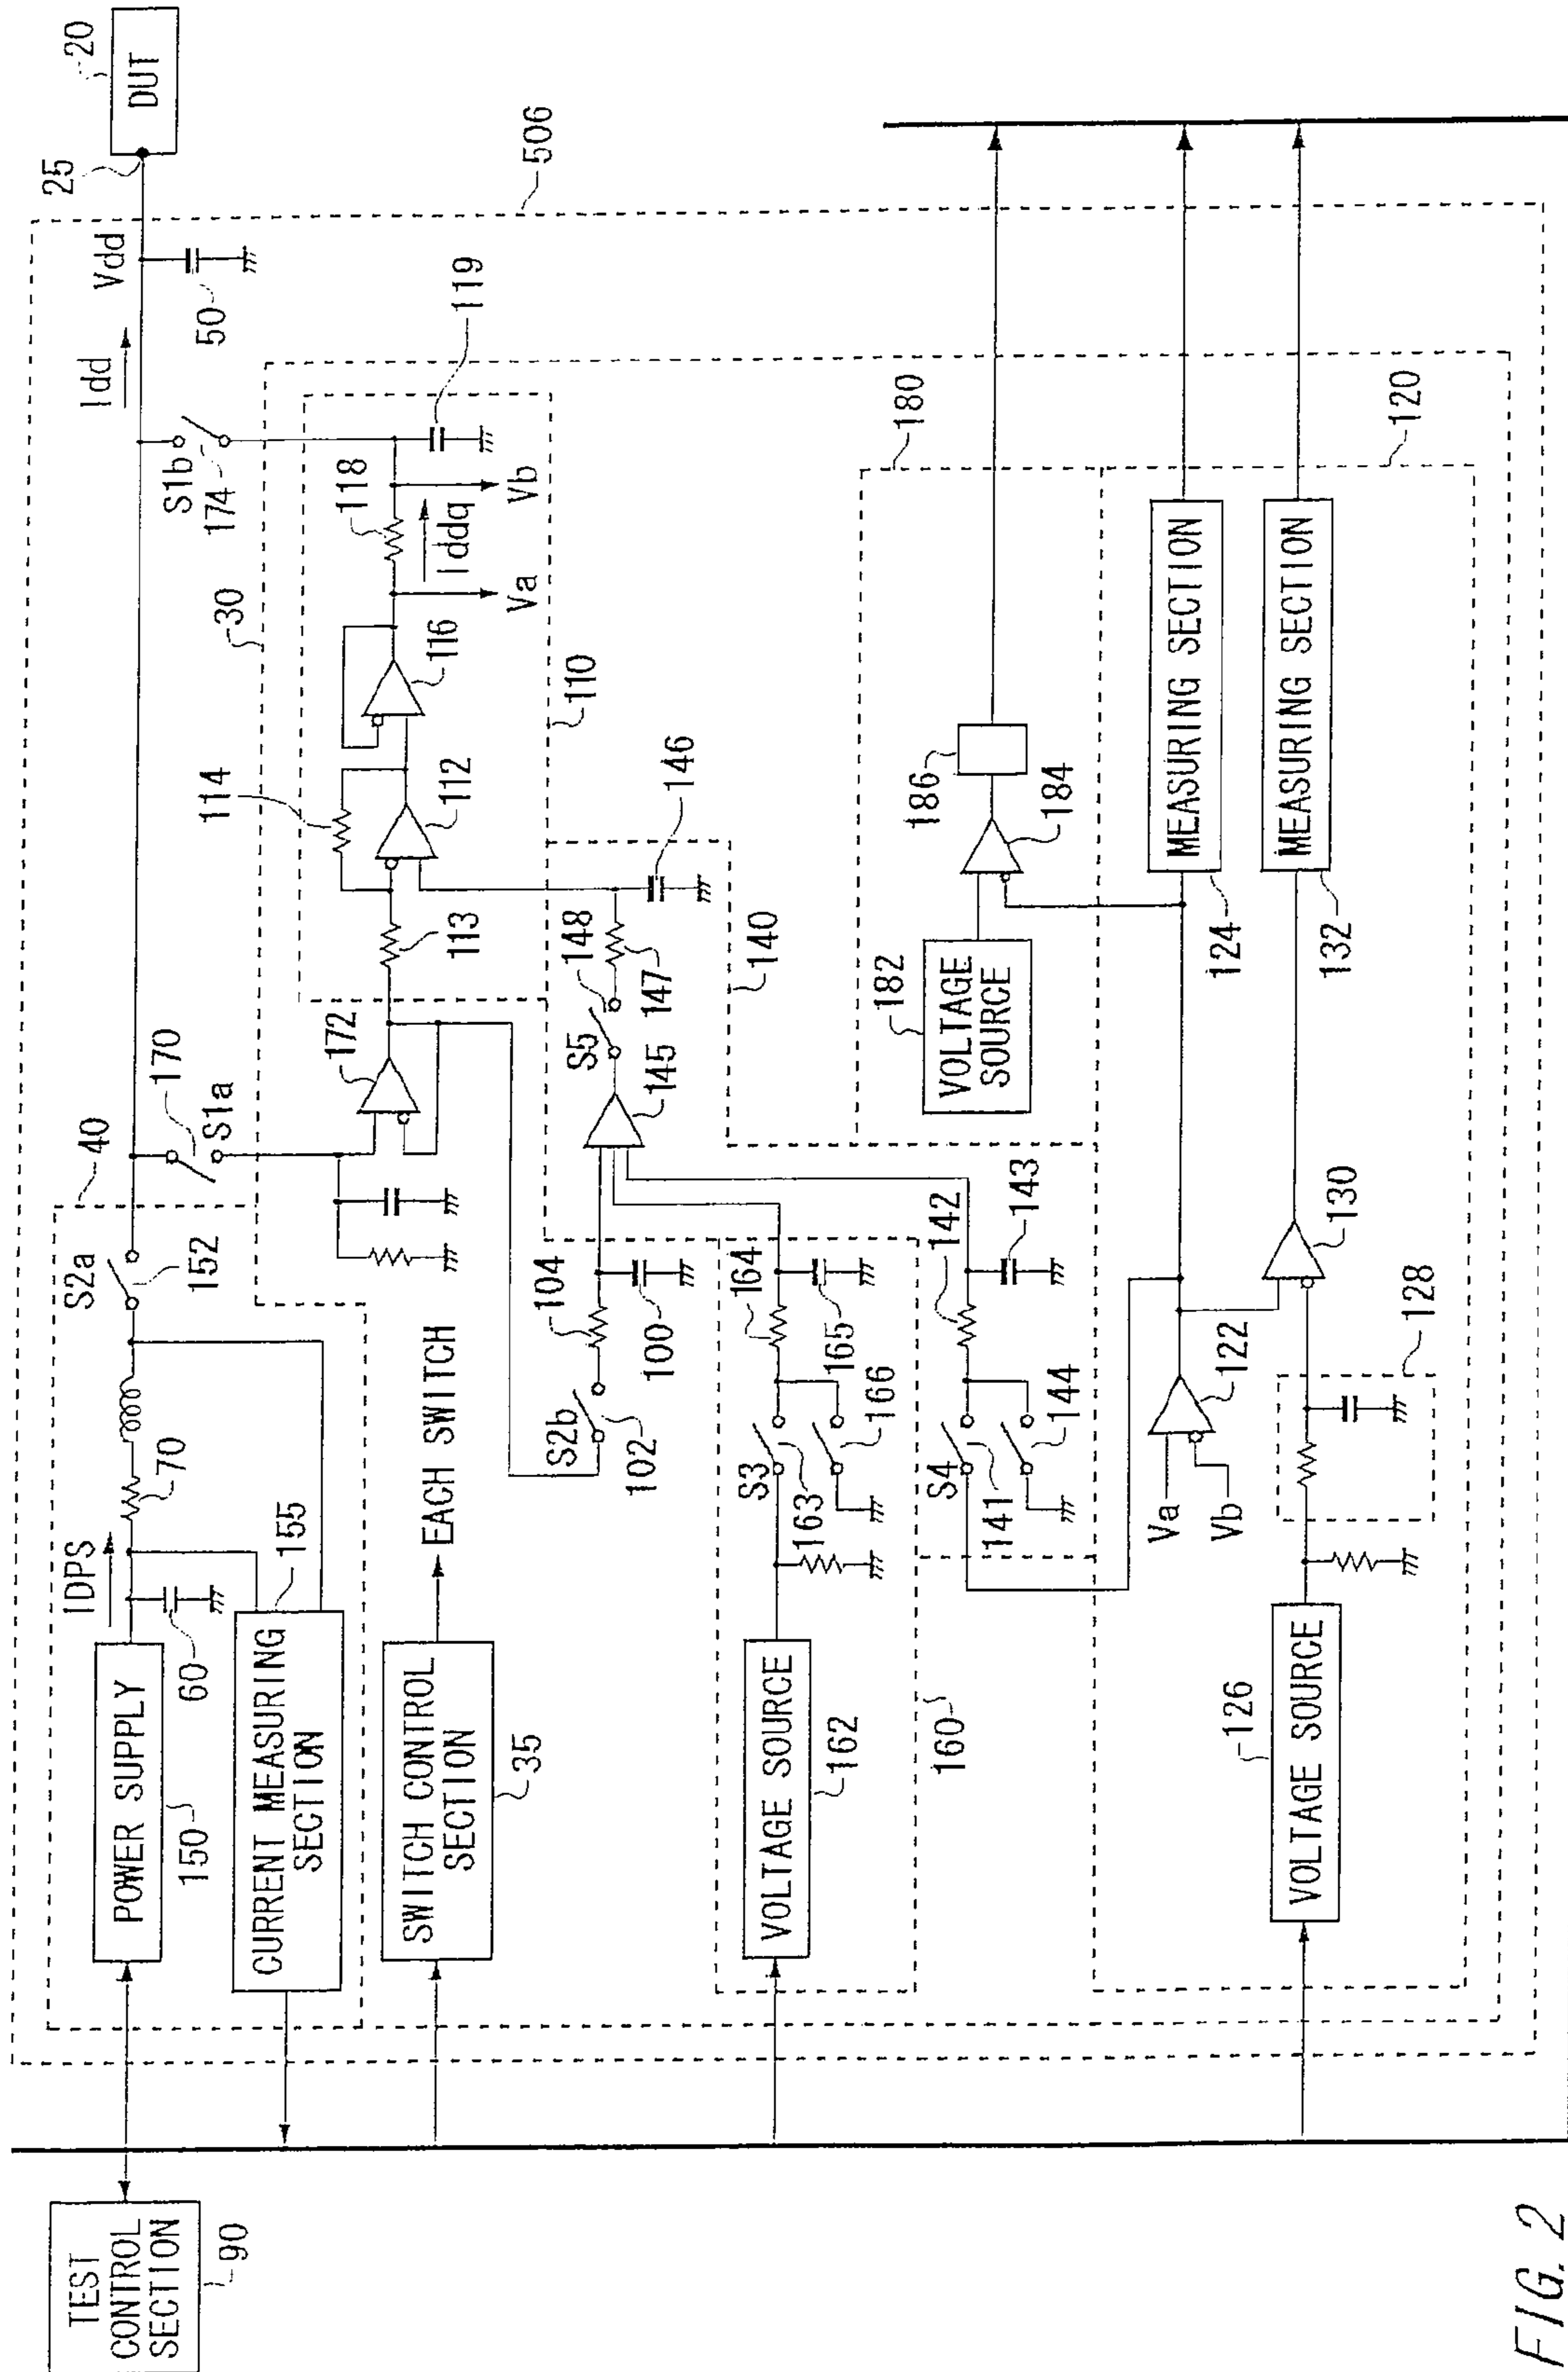 TEST
CONTROL
SECTION
90
POWER SUPPLY
150
IDPS
60
70
S2a
152
40
CURRENT MEASURING
SECTION
155
170
S1a
Idd
Vdd
50
25
DUT
20
506
S1b
174
30
SWITCH CONTROL
SECTION
35
EACH SWITCH
172
113
114
112
116
118
Va
Iddq
Vb
119
110
S2b
102
104
100
S5
148
145
147
146
140
VOLTAGE SOURCE
162
160
S3
163
164
165
166
S4
141
142
143
144
VOLTAGE
SOURCE
182
184
186
180
Va
Vb
122
MEASURING SECTION
124
120
VOLTAGE SOURCE
126
128
130
MEASURING SECTION
132
FIG. 2